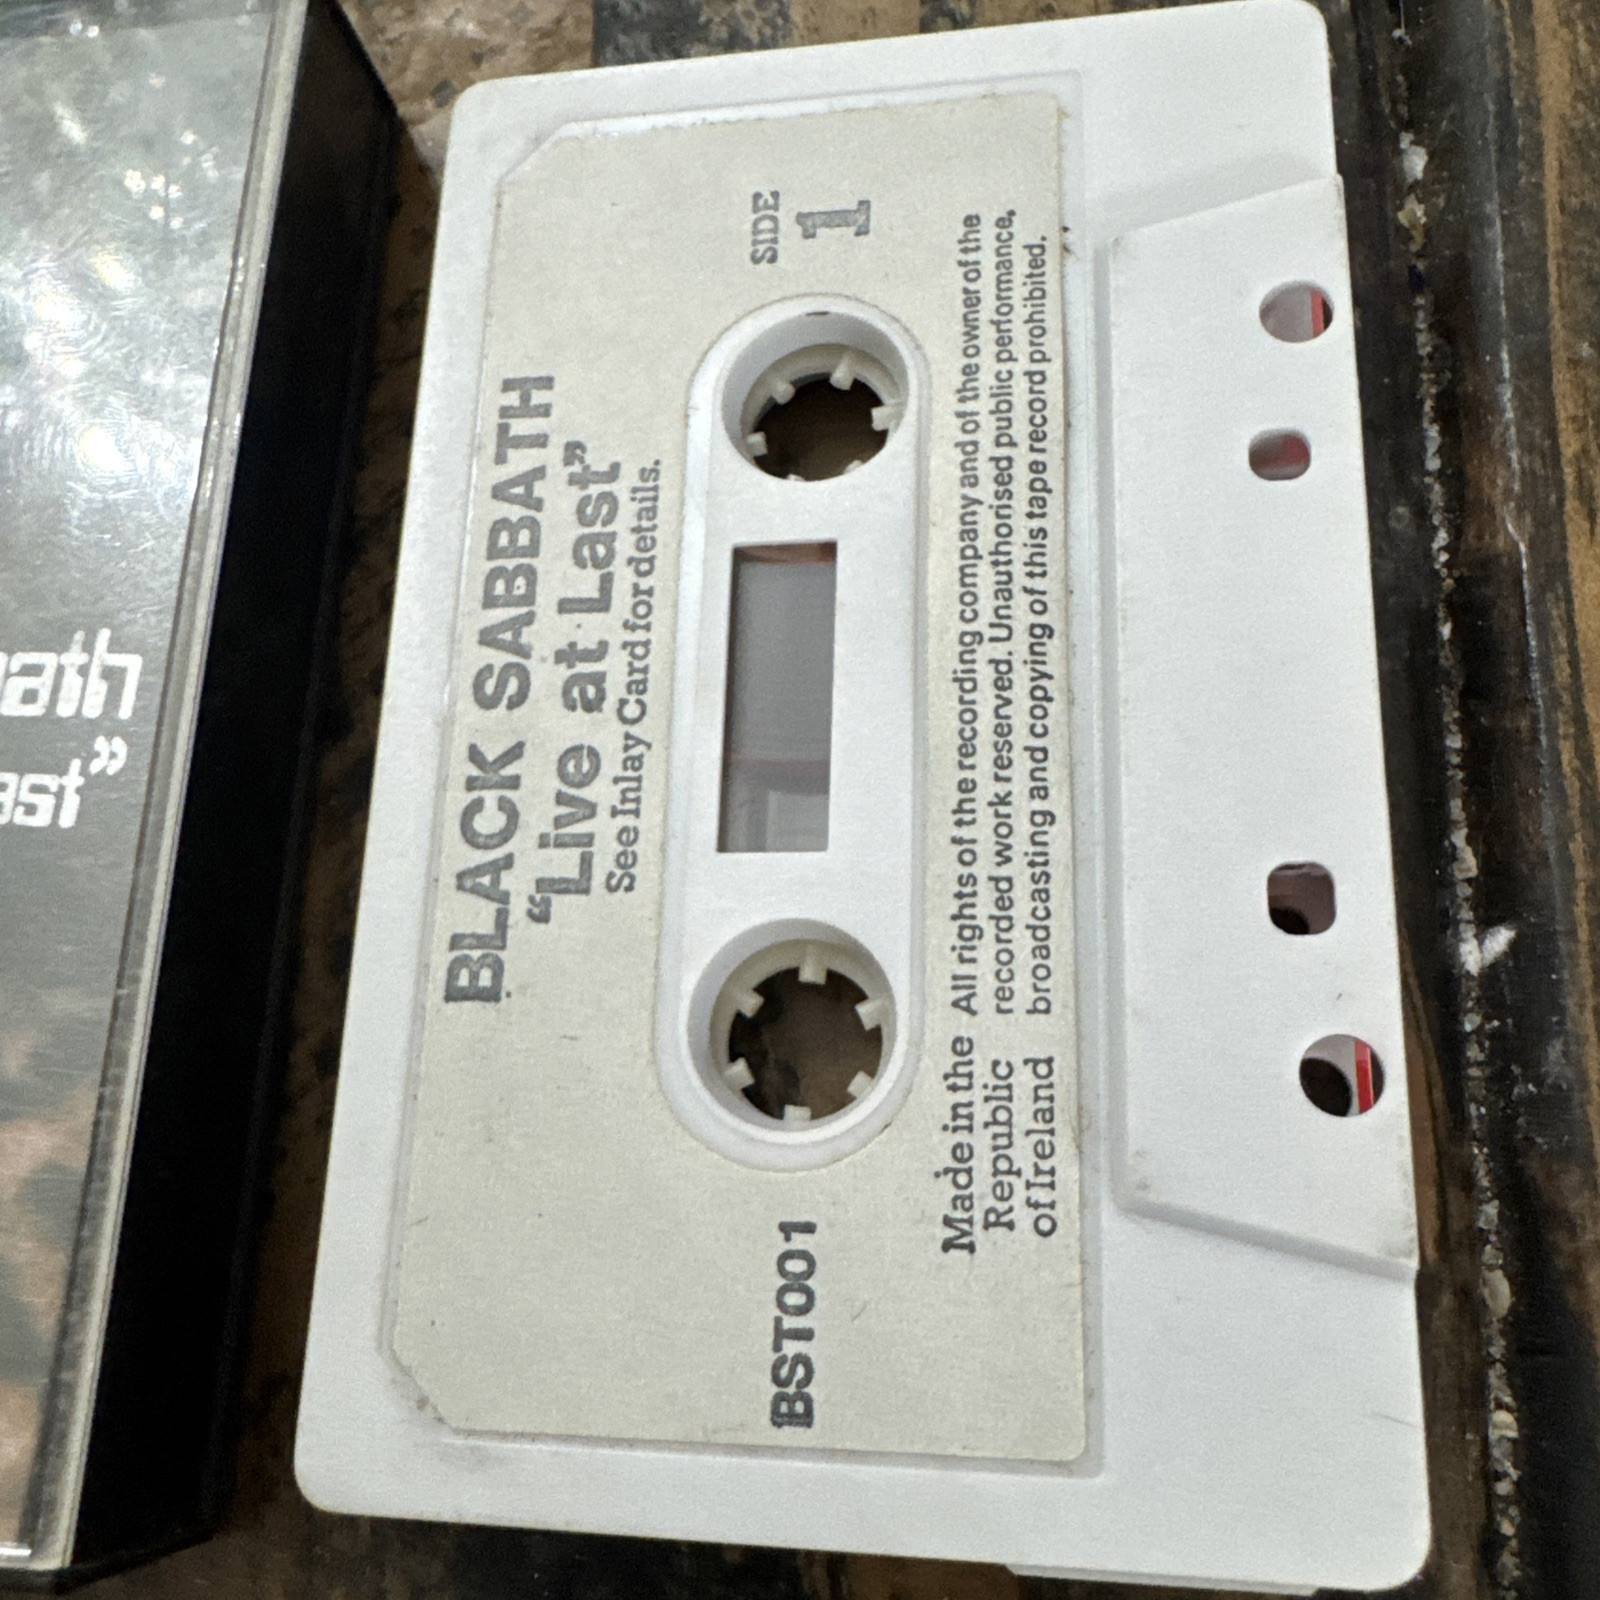 BLACK SABBATH
“Live at Last”
See Inlay Card for details.
SIDE
1
BST001
Made in the
Republic
of Ireland
All rights of the recording company and of the owner of the
recorded work reserved. Unauthorised public performance,
broadcasting and copying of this tape record prohibited.
ath
ast”